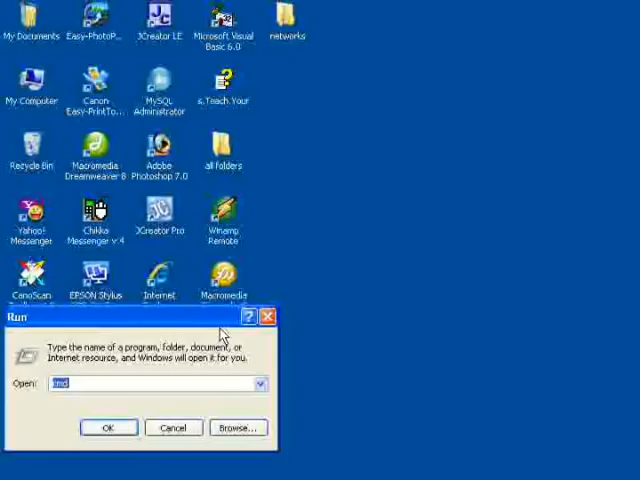 My Documents
Easy-PhotoP...
JCreator LE
Microsoft Visual
Basic 6.0
networks
My Computer
Canon
Easy-PrintTo...
MySQL
Administrator
s.Teach.Your
Recycle Bin
Macromedia
Dreamweaver 8
Adobe
Photoshop 7.0
all folders
Yahoo!
Messenger
Chikka
Messenger v.4
JCreator Pro
Winamp
Remote
CanoScan
EPSON Stylus
Internet
Macromedia
Run
Type the name of a program, folder, document, or
Internet resource, and Windows will open it for you.
Open:
cmd
OK
Cancel
Browse...